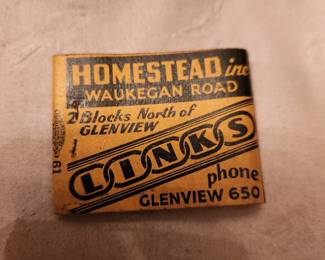 HOMESTEAD inc
WAUKEGAN ROAD
2 Blocks North of
GLENVIEW
LINKS
phone
GLENVIEW 650